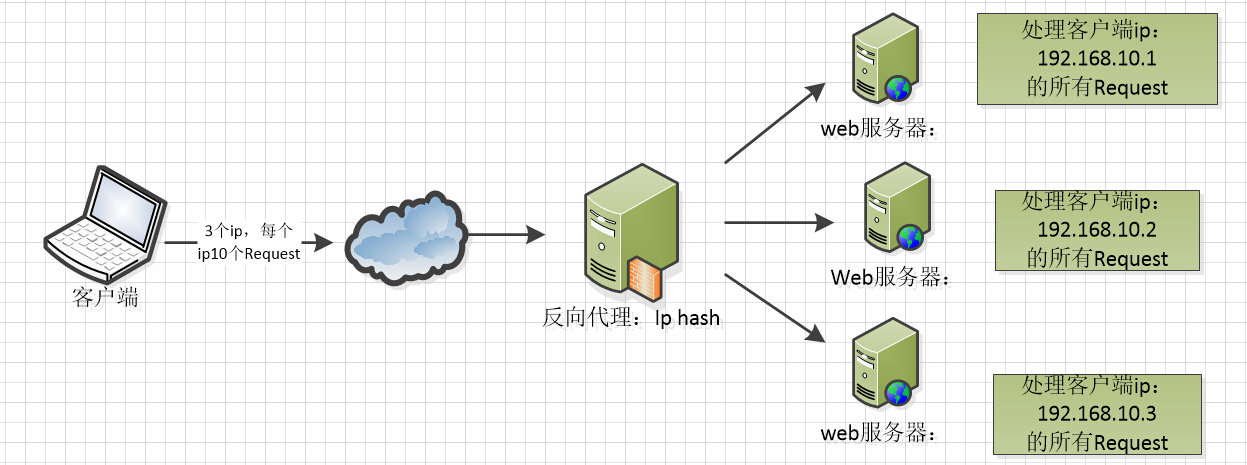 处理客户端ip：
192.168.10.1
的所有Request
web服务器：
3个ip，每个
ip10个Request
客户端
反向代理：Ip hash
处理客户端ip：
192.168.10.2
的所有Request
Web服务器：
处理客户端ip：
192.168.10.3
的所有Request
web服务器：